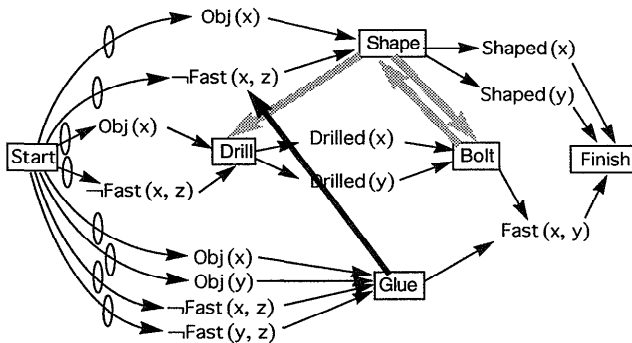 Obj(x)
Shape
Shaped(x)
¬Fast(x, z)
Shaped(y)
Obj(x)
Drilled(x)
Start
Drill
Bolt
Finish
¬Fast(x, z)
Drilled(y)
Fast(x, y)
Obj(x)
Obj(y)
Glue
¬Fast(x, z)
¬Fast(y, z)